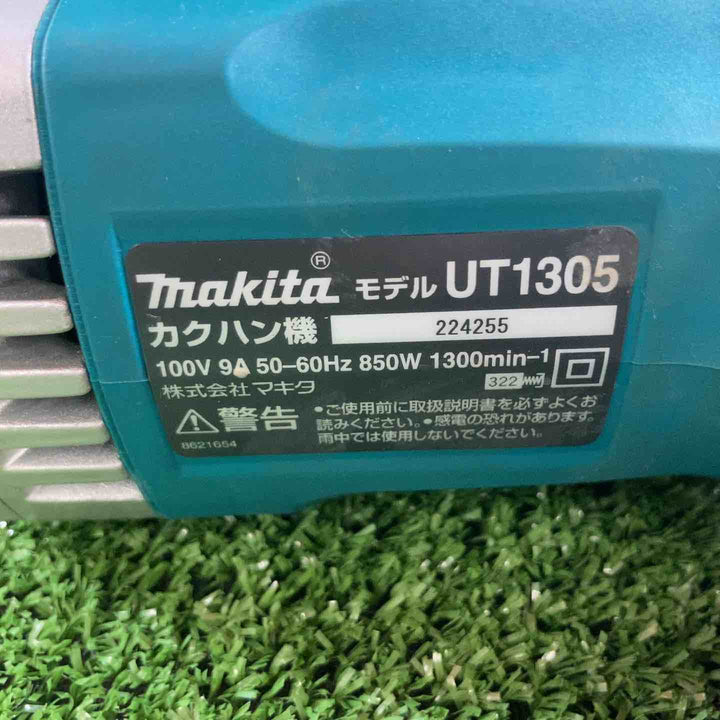 makita® モデル UT1305
カクハン機 224255
100V 9A 50-60Hz 850W 1300min-1
株式会社マキタ 322
警告 ●ご使用前に取扱説明書を必ずよくお
読みください。●感電の恐れがあります。
雨中では使用しないでください。
8621654